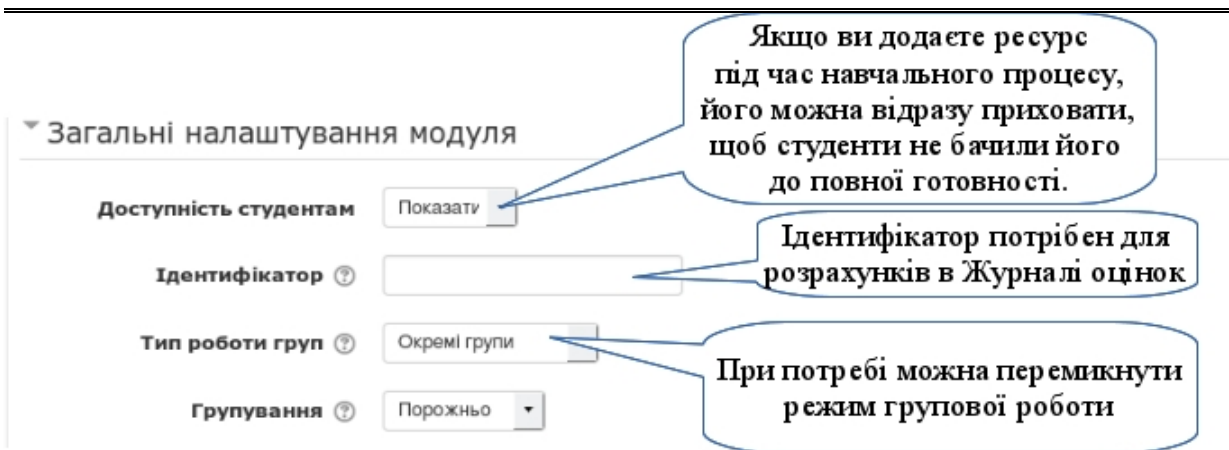 Якщо ви додаєте ресурс
під час навчального процесу,
його можна відразу приховати,
щоб студенти не бачили його
до повної готовності.
Загальні налаштування модуля
Доступність студентам Показати
Ідентифікатор потрібен для
розрахунків в Журналі оцінок
Ідентифікатор
Тип роботи груп Окремі групи
При потребі можна перемикнути
режим групової роботи
Групування Порожньо